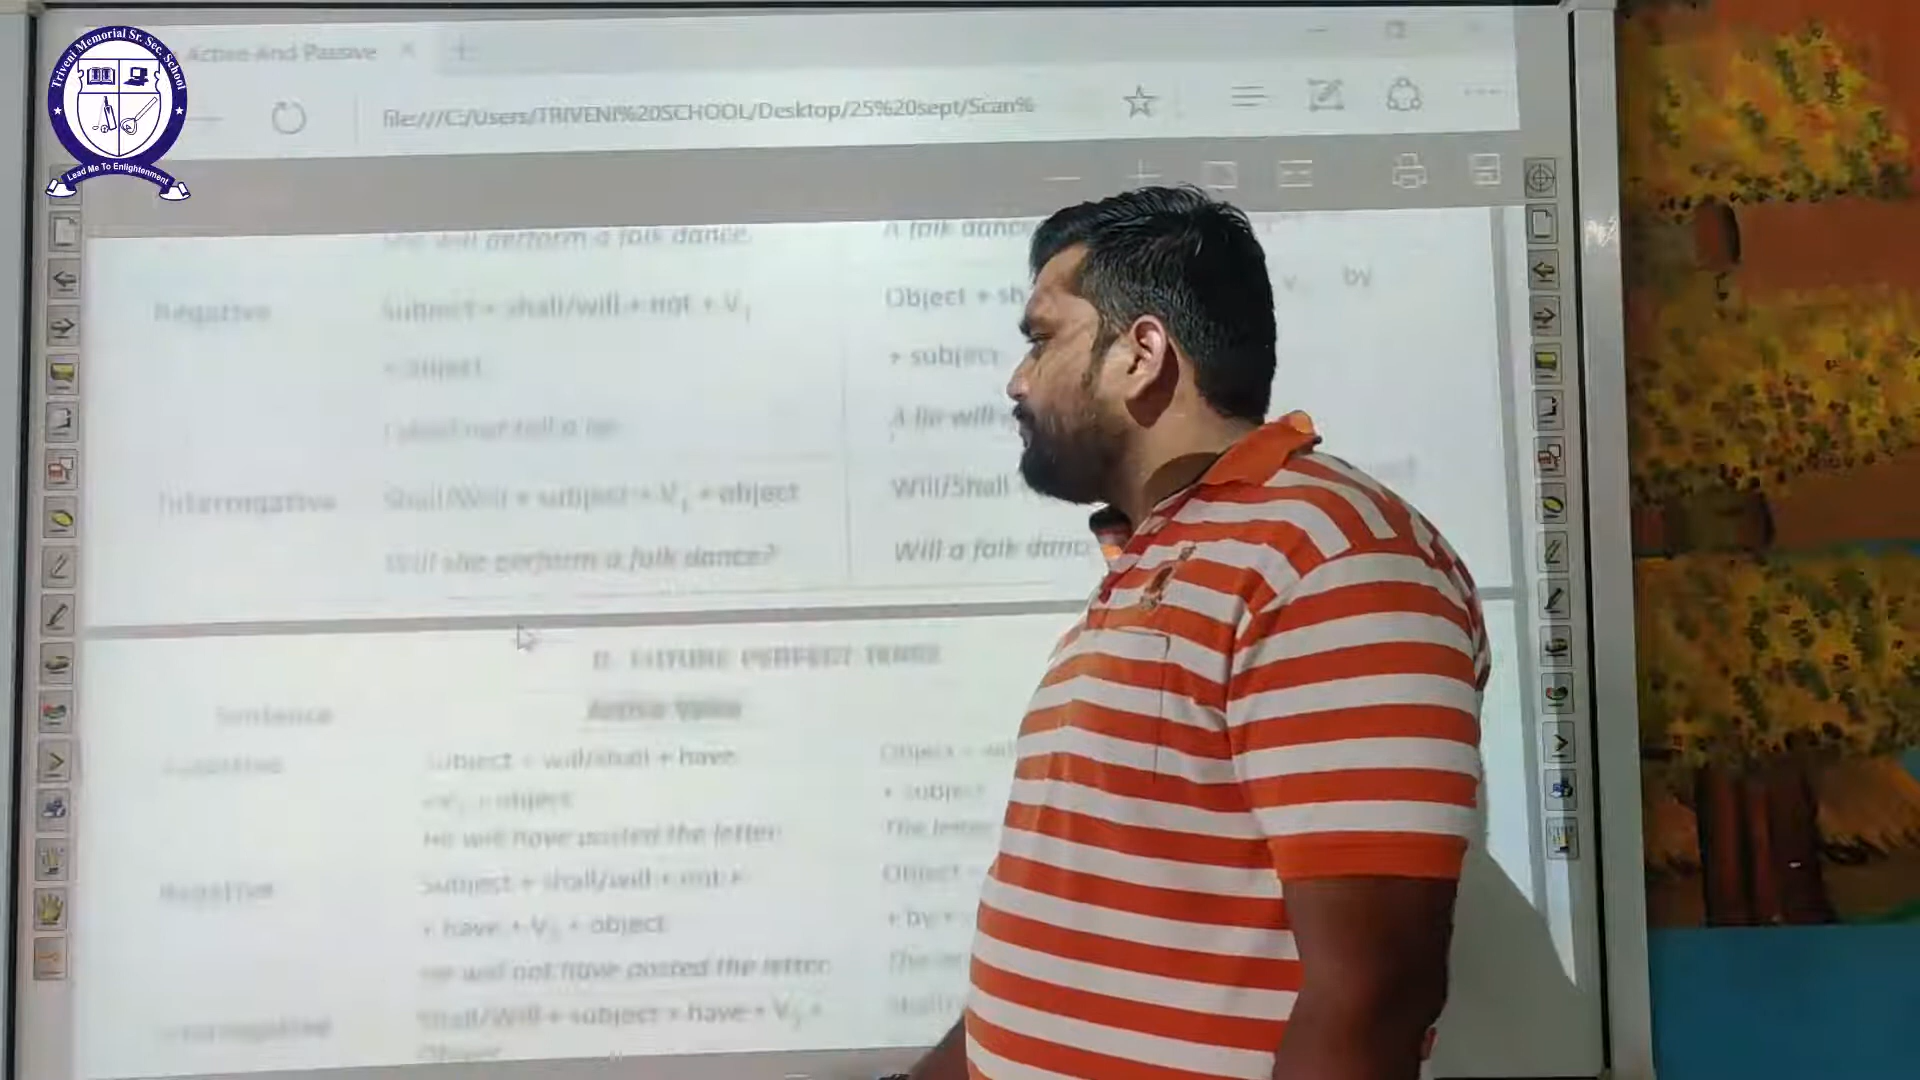 Triveni Memorial Sr. Sec. School
Lead Me To Enlightenment
Active And Passive
file:///C:/Users/TRIVENI%20SCHOOL/Desktop/25%20sept/Scan%
She will perform a folk dance.
A folk
Negative
Subject + shall/will + not + V1
Object +
by
+ object
+ subject
I shall not tell a lie.
A lie will
Interrogative
Shall/Will + subject + V1 + object
Will/Shall
Will she perform a folk dance?
Will a folk
FUTURE PERFECT TENSE
Sentence
Active Voice
Subject + will/shall + have
Object +
+ object
+ subject
He will have posted the letter.
The letter
Negative
Subject + shall/will + not +
Object
+ have + V3 + object
+ by +
He will not have posted the letter.
The
Interrogative
Shall/Will + subject + have + V3 +
Object